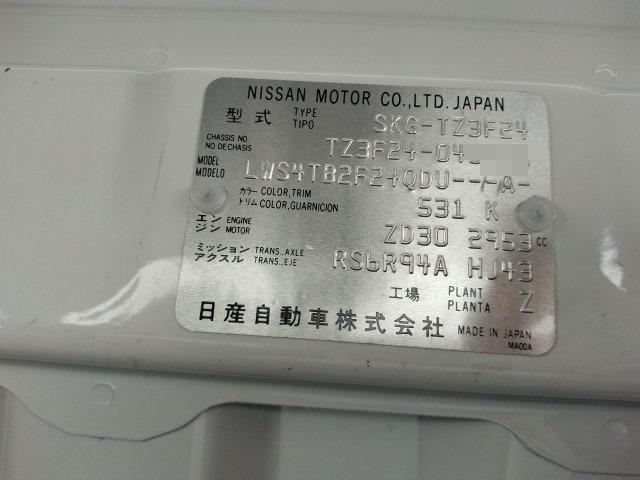 NISSAN MOTOR CO.,LTD. JAPAN
型式 TYPE TIPO SKG-TZ3F24
CHASSIS NO. NO.DE CHASIS TZ3F24-04
MODEL MODELO LWS4TB2F24QDU--/-A-
カラー COLOR,TRIM トリム COLOR,GUARNICION 531 K
エンジン ENGINE MOTOR ZD30 2953 cc
ミッション TRANS.,AXLE アクスル TRANS.,EJE RS6R94A HJ43
工場 PLANT PLANTA Z
日産自動車株式会社 MADE IN JAPAN
MA00A